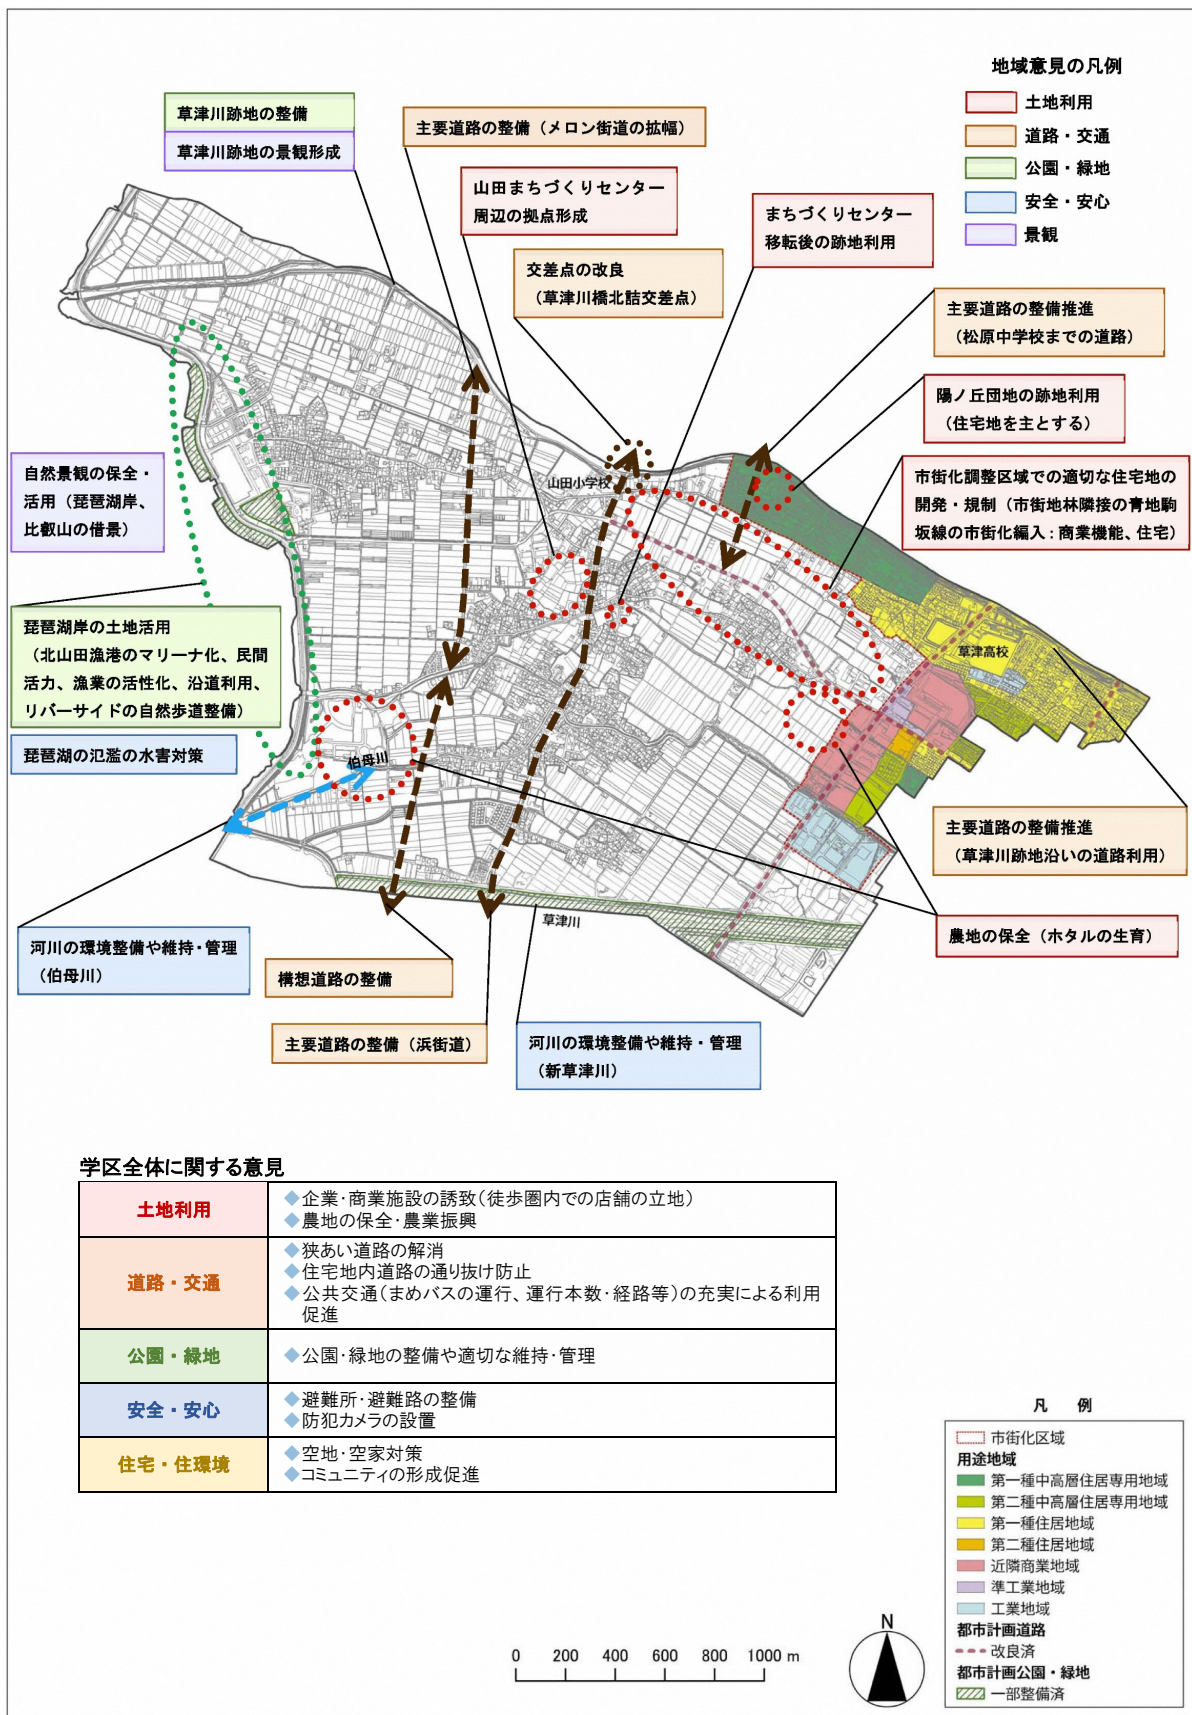 地域意見の凡例
土地利用
道路・交通
公園・緑地
安全・安心
景観
草津川跡地の整備
草津川跡地の景観形成
主要道路の整備（メロン街道の拡幅）
山田まちづくりセンター
周辺の拠点形成
まちづくりセンター
移転後の跡地利用
交差点の改良
（草津川橋北詰交差点）
主要道路の整備推進
（松原中学校までの道路）
陽ノ丘団地の跡地利用
（住宅地を主とする）
市街化調整区域での適切な住宅地の
開発・規制（市街地林隣接の青地駒
坂線の市街化編入：商業機能、住宅）
自然景観の保全・
活用（琵琶湖岸、
比叡山の借景）
山田小学校
草津高校
琵琶湖岸の土地活用
（北山田漁港のマリーナ化、民間
活力、漁業の活性化、沿道利用、
リバーサイドの自然歩道整備）
琵琶湖の氾濫の水害対策
伯母川
主要道路の整備推進
（草津川跡地沿いの道路利用）
農地の保全（ホタルの生育）
草津川
河川の環境整備や維持・管理
（伯母川）
構想道路の整備
主要道路の整備（浜街道）
河川の環境整備や維持・管理
（新草津川）
学区全体に関する意見
土地利用
◆企業・商業施設の誘致（徒歩圏内での店舗の立地）
◆農地の保全・農業振興
道路・交通
◆狭あい道路の解消
◆住宅地内道路の通り抜け防止
◆公共交通（まめバスの運行、運行本数・経路等）の充実による利用
促進
公園・緑地
◆公園・緑地の整備や適切な維持・管理
安全・安心
◆避難所・避難路の整備
◆防犯カメラの設置
住宅・住環境
◆空地・空家対策
◆コミュニティの形成促進
凡 例
市街化区域
用途地域
第一種中高層住居専用地域
第二種中高層住居専用地域
第一種住居地域
第二種住居地域
近隣商業地域
準工業地域
工業地域
都市計画道路
改良済
都市計画公園・緑地
一部整備済
0 200 400 600 800 1000 m
N